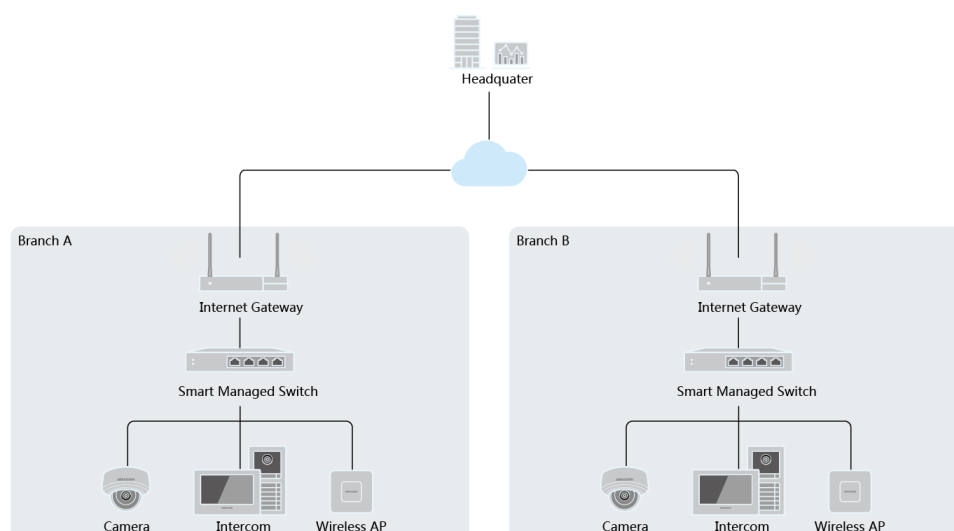 Headquater
Branch A
Branch B
Internet Gateway
Internet Gateway
Smart Managed Switch
Smart Managed Switch
Camera
Intercom
Wireless AP
Camera
Intercom
Wireless AP